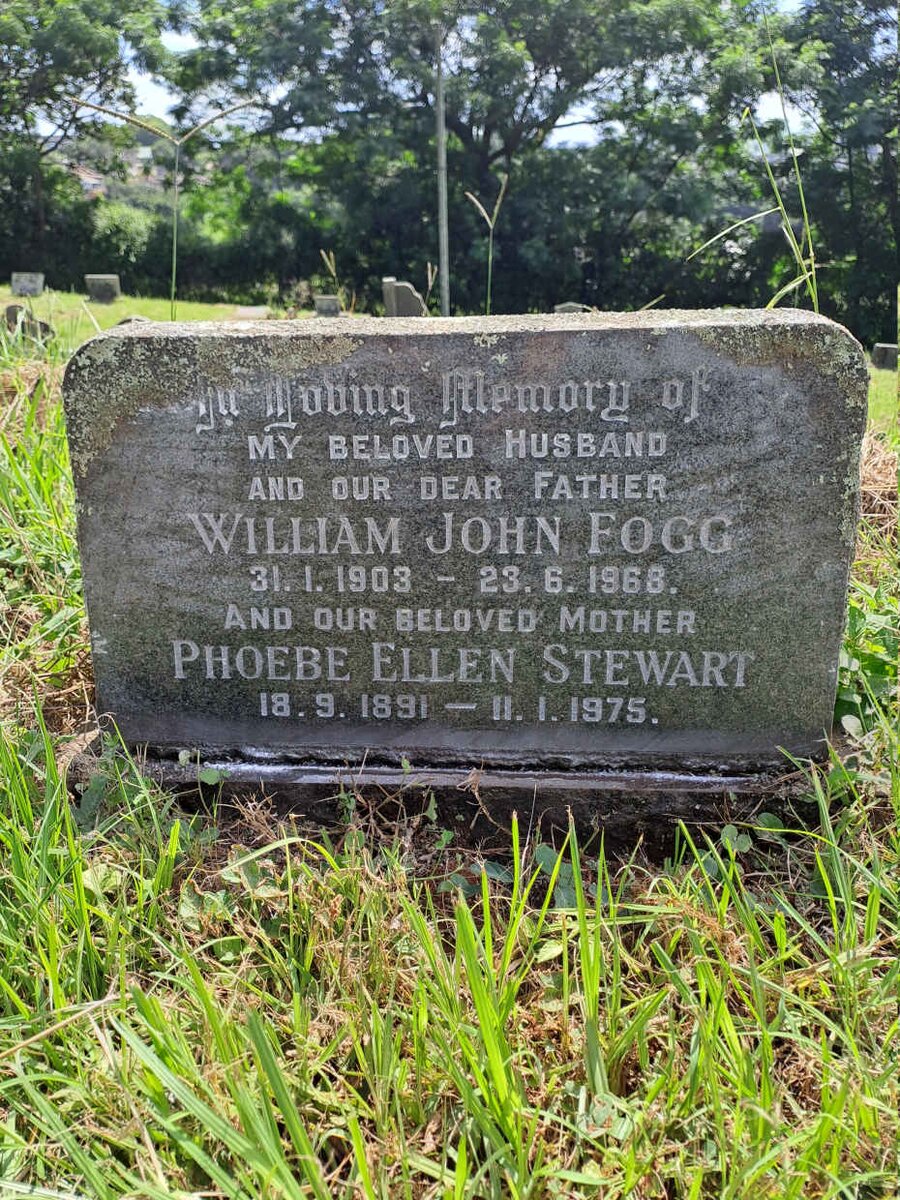 In Loving Memory of
MY BELOVED HUSBAND
AND OUR DEAR FATHER
WILLIAM JOHN FOGG
31. 1. 1903 – 23. 6. 1968.
AND OUR BELOVED MOTHER
PHOEBE ELLEN STEWART
18. 9. 1891 – 11. 1. 1975.